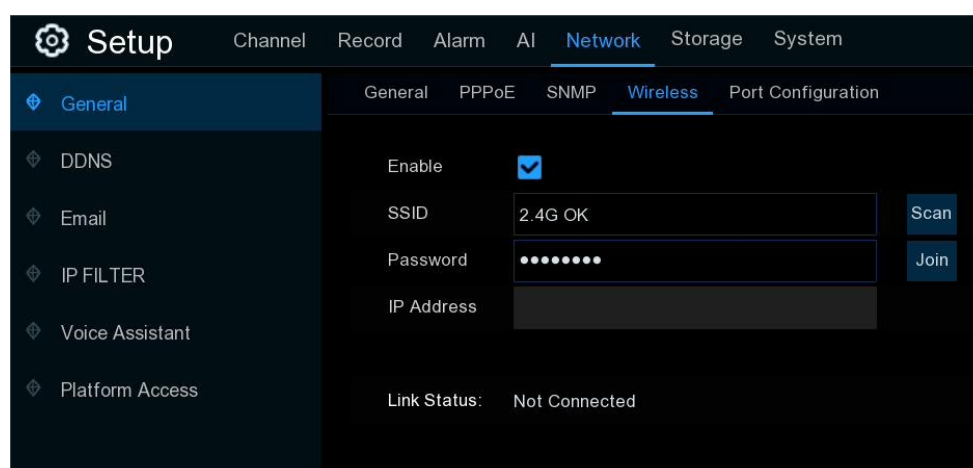 Setup Channel Record Alarm AI Network Storage System
General
DDNS
Email
IP FILTER
Voice Assistant
Platform Access
General PPPoE SNMP Wireless Port Configuration
Enable
SSID 2.4G OK Scan
Password ●●●●●●●● Join
IP Address
Link Status: Not Connected